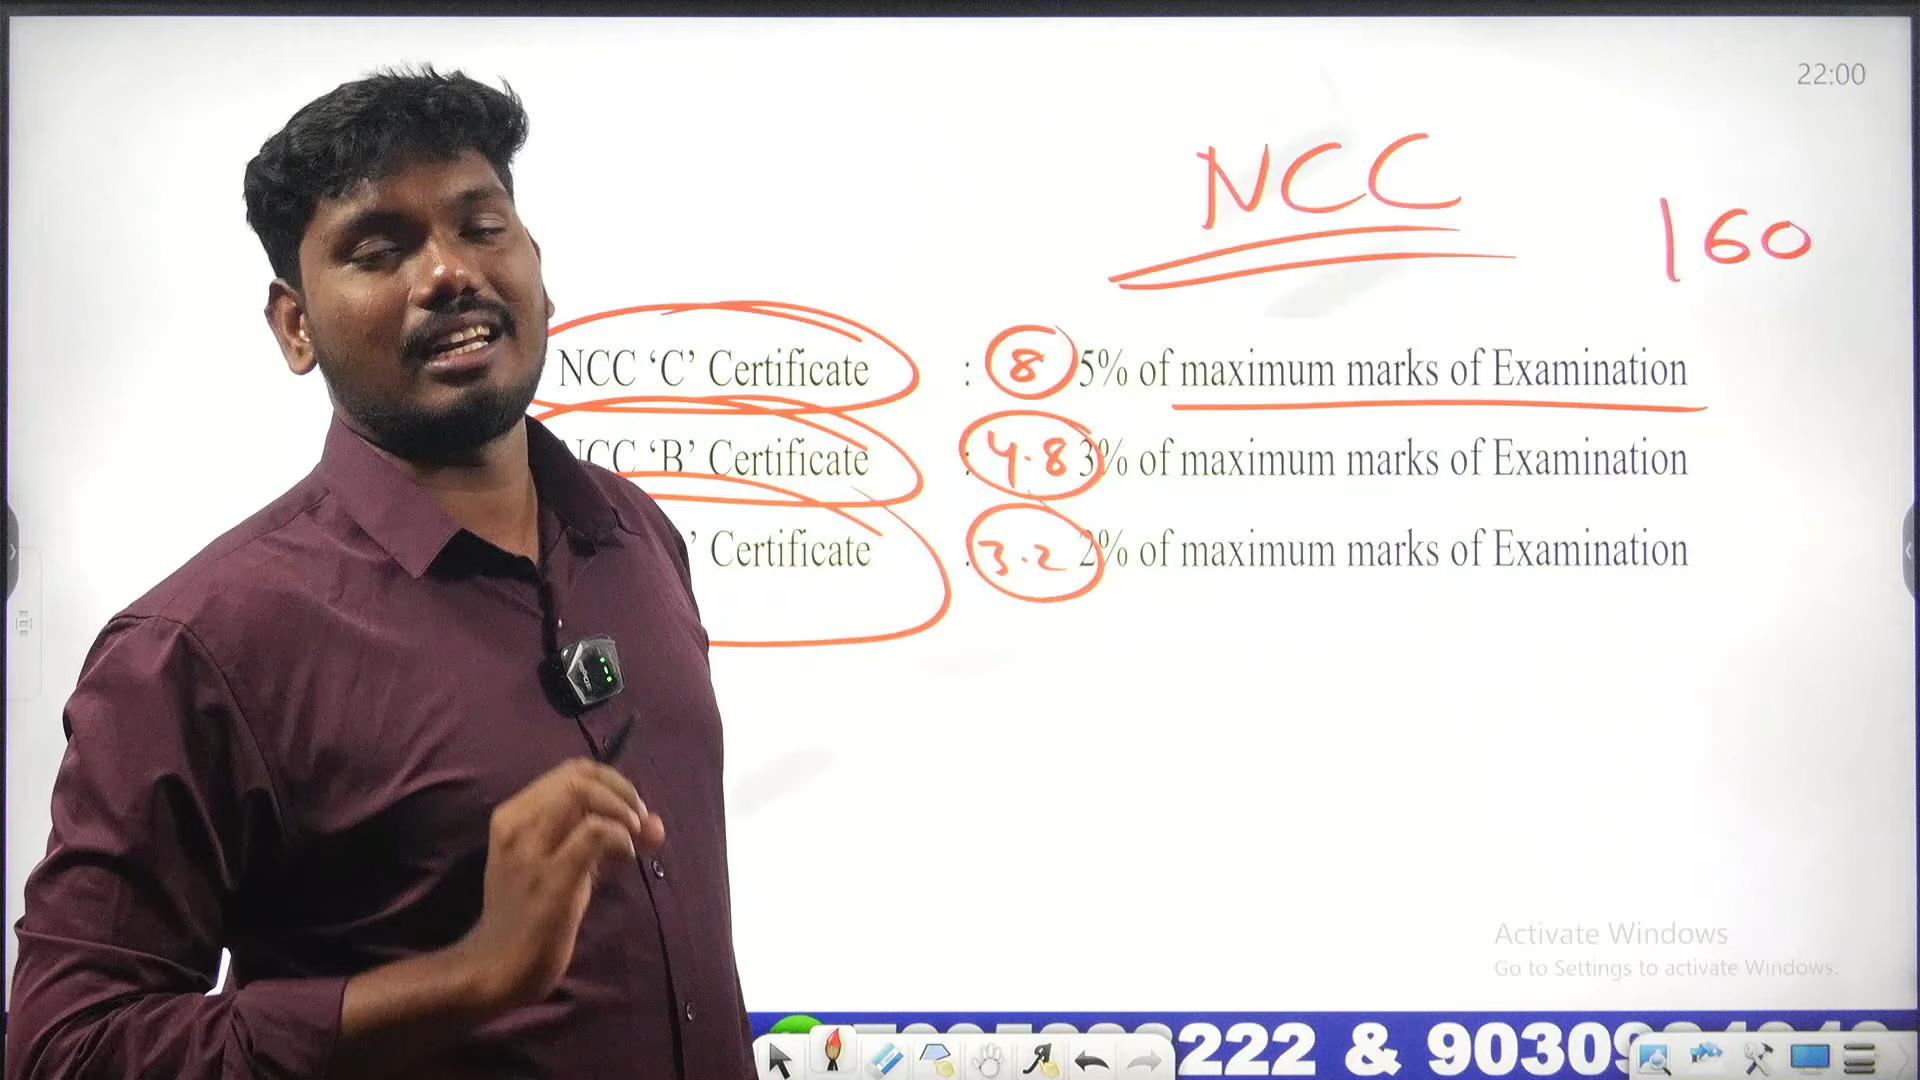 22:00
NCC
160
NCC ‘C’ Certificate : 8 5% of maximum marks of Examination
NCC ‘B’ Certificate : 4.8 3% of maximum marks of Examination
’ Certificate : 3.2 2% of maximum marks of Examination
Activate Windows
Go to Settings to activate Windows.
222 & 9030